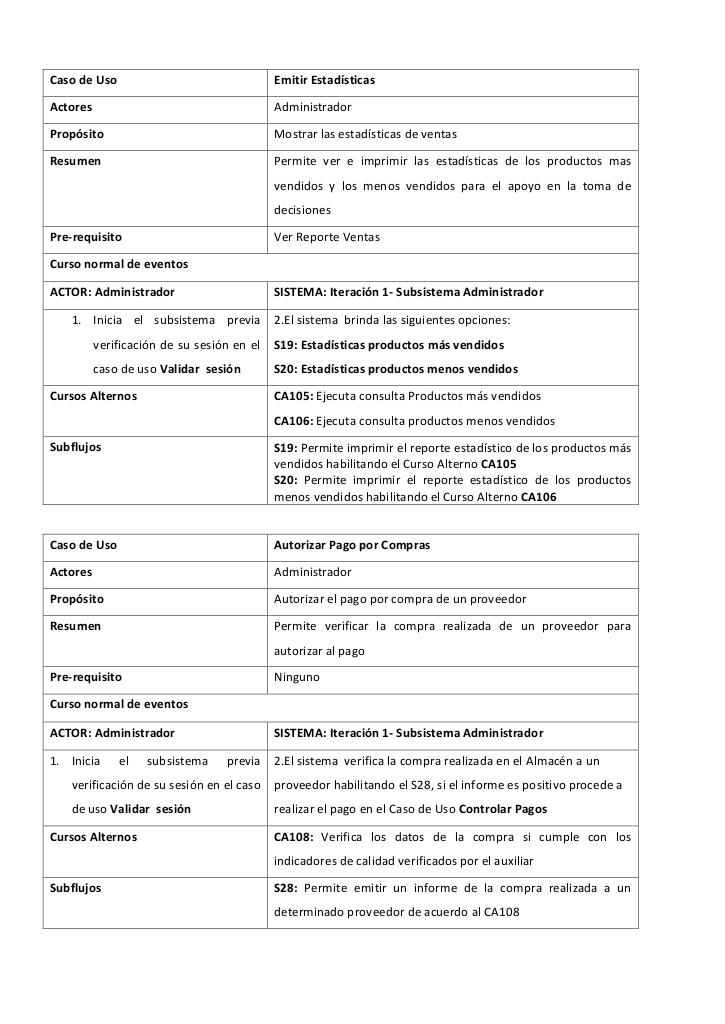 Caso de Uso Emitir Estadísticas
Actores Administrador
Propósito Mostrar las estadísticas de ventas
Resumen Permite ver e imprimir las estadísticas de los productos mas
vendidos y los menos vendidos para el apoyo en la toma de
decisiones
Pre-requisito Ver Reporte Ventas
Curso normal de eventos
ACTOR: Administrador SISTEMA: Iteración 1- Subsistema Administrador
1. Inicia el subsistema previa
verificación de su sesión en el
caso de uso Validar sesión
2.El sistema brinda las siguientes opciones:
S19: Estadísticas productos más vendidos
S20: Estadísticas productos menos vendidos
Cursos Alternos CA105: Ejecuta consulta Productos más vendidos
CA106: Ejecuta consulta productos menos vendidos
Subflujos S19: Permite imprimir el reporte estadístico de los productos más
vendidos habilitando el Curso Alterno CA105
S20: Permite imprimir el reporte estadístico de los productos
menos vendidos habilitando el Curso Alterno CA106
Caso de Uso Autorizar Pago por Compras
Actores Administrador
Propósito Autorizar el pago por compra de un proveedor
Resumen Permite verificar la compra realizada de un proveedor para
autorizar al pago
Pre-requisito Ninguno
Curso normal de eventos
ACTOR: Administrador SISTEMA: Iteración 1- Subsistema Administrador
1. Inicia el subsistema previa
verificación de su sesión en el caso
de uso Validar sesión
2.El sistema verifica la compra realizada en el Almacén a un
proveedor habilitando el S28, si el informe es positivo procede a
realizar el pago en el Caso de Uso Controlar Pagos
Cursos Alternos CA108: Verifica los datos de la compra si cumple con los
indicadores de calidad verificados por el auxiliar
Subflujos S28: Permite emitir un informe de la compra realizada a un
determinado proveedor de acuerdo al CA108